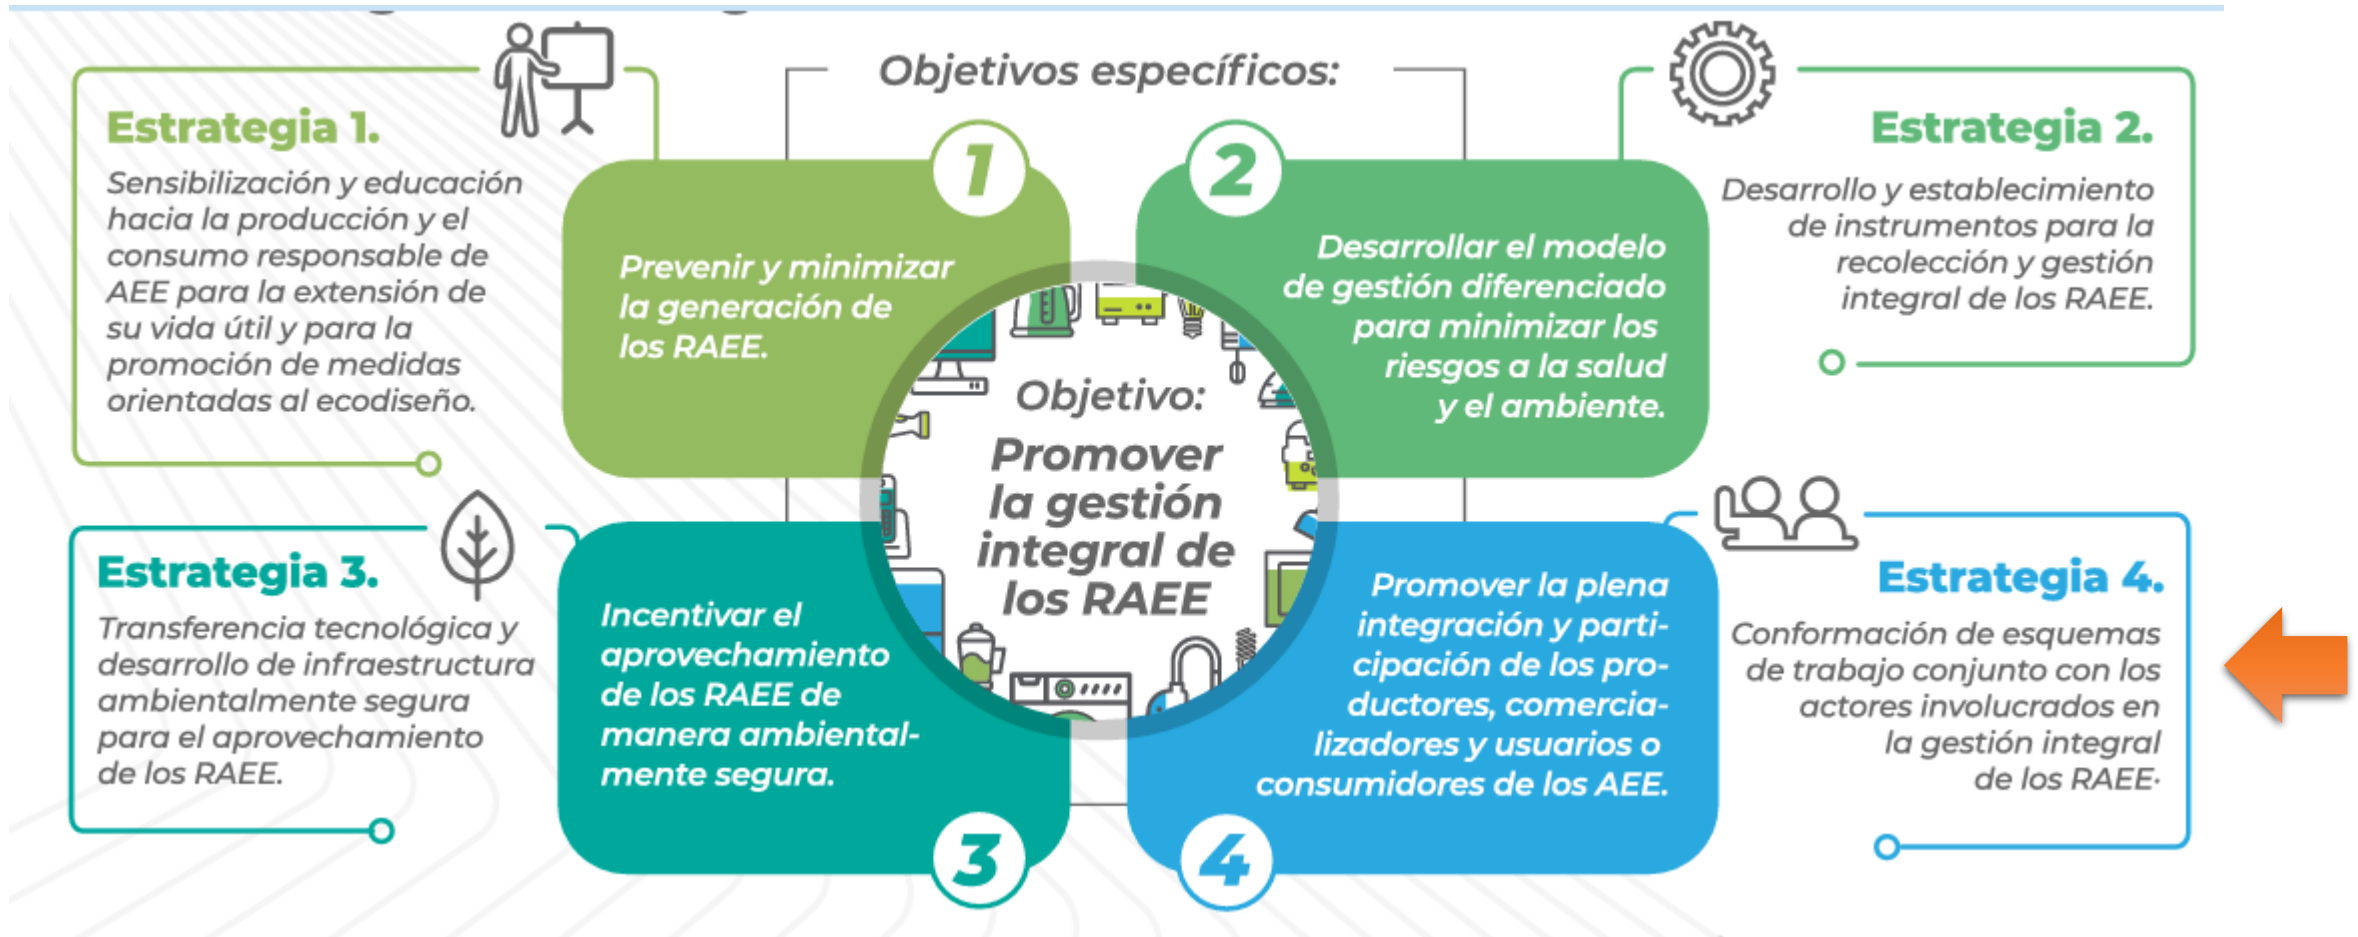 Objetivos específicos:
Estrategia 1.
Sensibilización y educación
hacia la producción y el
consumo responsable de
AEE para la extensión de
su vida útil y para la
promoción de medidas
orientadas al ecodiseño.
1
Prevenir y minimizar
la generación de
los RAEE.
2
Desarrollar el modelo
de gestión diferenciado
para minimizar los
riesgos a la salud
y el ambiente.
Estrategia 2.
Desarrollo y establecimiento
de instrumentos para la
recolección y gestión
integral de los RAEE.
Objetivo:
Promover
la gestión
integral de
los RAEE
Estrategia 3.
Transferencia tecnológica y
desarrollo de infraestructura
ambientalmente segura
para el aprovechamiento
de los RAEE.
Incentivar el
aprovechamiento
de los RAEE de
manera ambiental-
mente segura.
3
Promover la plena
integración y parti-
cipación de los pro-
ductores, comercia-
lizadores y usuarios o
consumidores de los AEE.
4
Estrategia 4.
Conformación de esquemas
de trabajo conjunto con los
actores involucrados en
la gestión integral
de los RAEE·